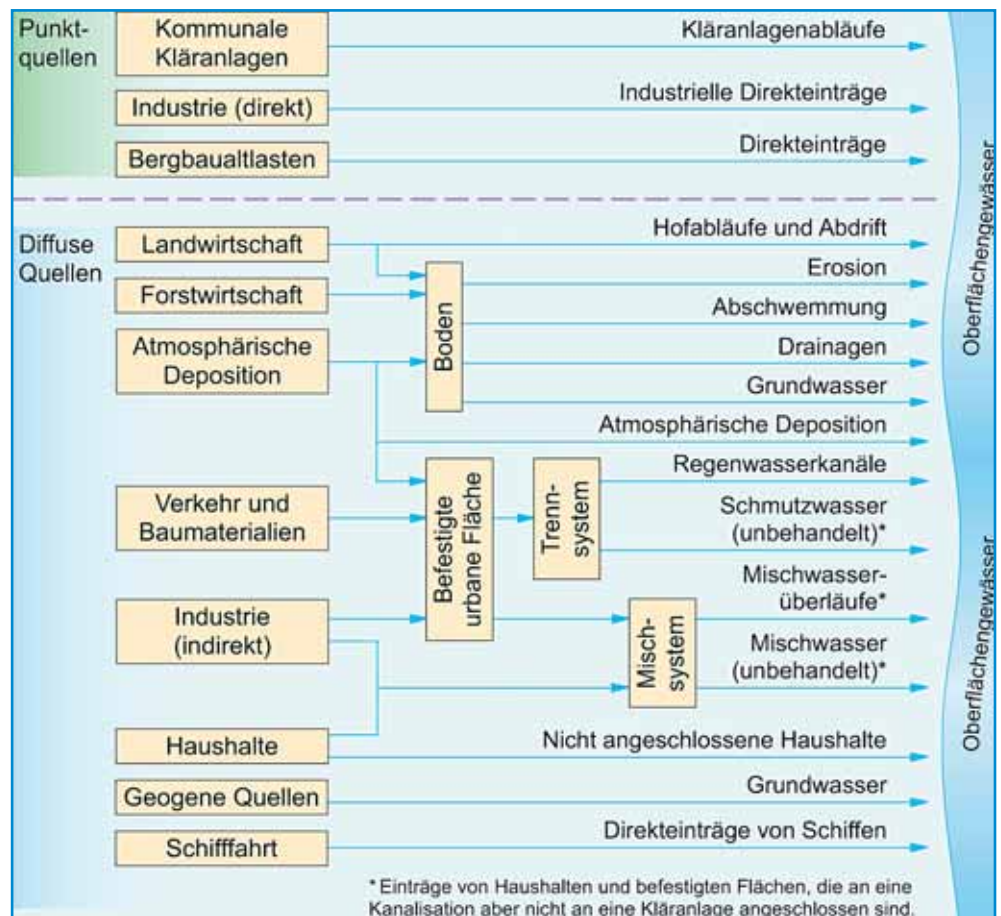 Punkt-
quellen
Kommunale
Kläranlagen
Kläranlagenabläufe
Industrie (direkt)
Industrielle Direkteinträge
Bergbaualtlasten
Direkteinträge
Oberflächengewässer
Diffuse
Quellen
Landwirtschaft
Hofabläufe und Abdrift
Erosion
Forstwirtschaft
Boden
Abschwemmung
Atmosphärische
Deposition
Drainagen
Grundwasser
Atmosphärische Deposition
Verkehr und
Baumaterialien
Befestigte
urbane Fläche
Trenn-
system
Regenwasserkanäle
Schmutzwasser
(unbehandelt)*
Industrie
(indirekt)
Misch-
system
Mischwasser-
überläufe*
Mischwasser
(unbehandelt)*
Oberflächengewässer
Haushalte
Nicht angeschlossene Haushalte
Geogene Quellen
Grundwasser
Schifffahrt
Direkteinträge von Schiffen
* Einträge von Haushalten und befestigten Flächen, die an eine
Kanalisation aber nicht an eine Kläranlage angeschlossen sind.